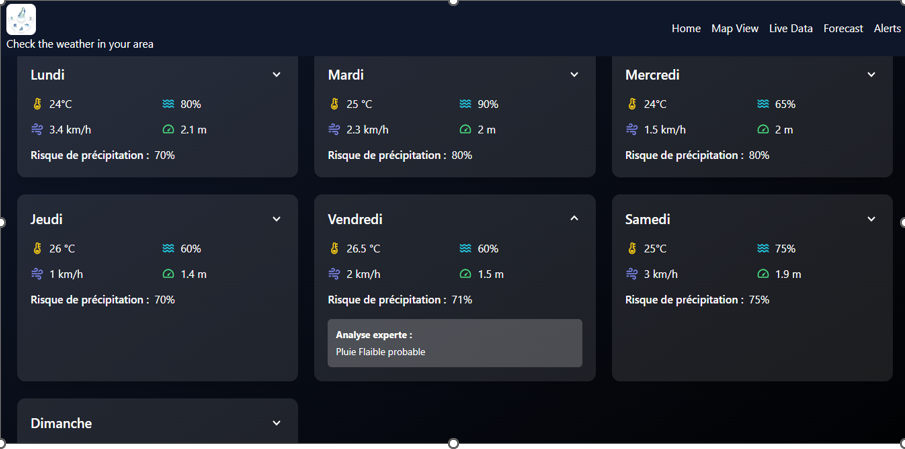 Check the weather in your area
Home Map View Live Data Forecast Alerts
Lundi
24°C 80%
3.4 km/h 2.1 m
Risque de précipitation : 70%
Mardi
25 °C 90%
2.3 km/h 2 m
Risque de précipitation : 80%
Mercredi
24°C 65%
1.5 km/h 2 m
Risque de précipitation : 80%
Jeudi
26 °C 60%
1 km/h 1.4 m
Risque de précipitation : 70%
Vendredi
26.5 °C 60%
2 km/h 1.5 m
Risque de précipitation : 71%
Analyse experte :
Pluie Flaible probable
Samedi
25°C 75%
3 km/h 1.9 m
Risque de précipitation : 75%
Dimanche